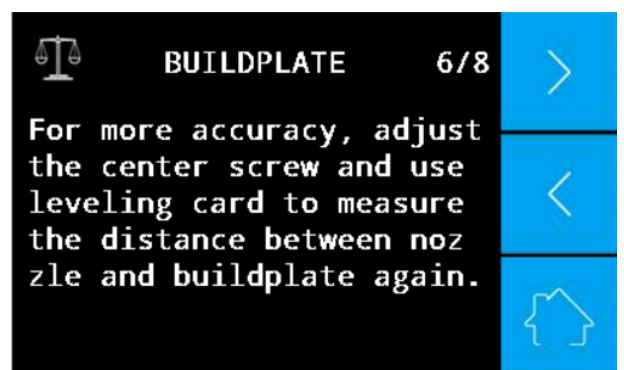 BUILDPLATE 6/8
For more accuracy, adjust
the center screw and use
leveling card to measure
the distance between noz
zle and buildplate again.